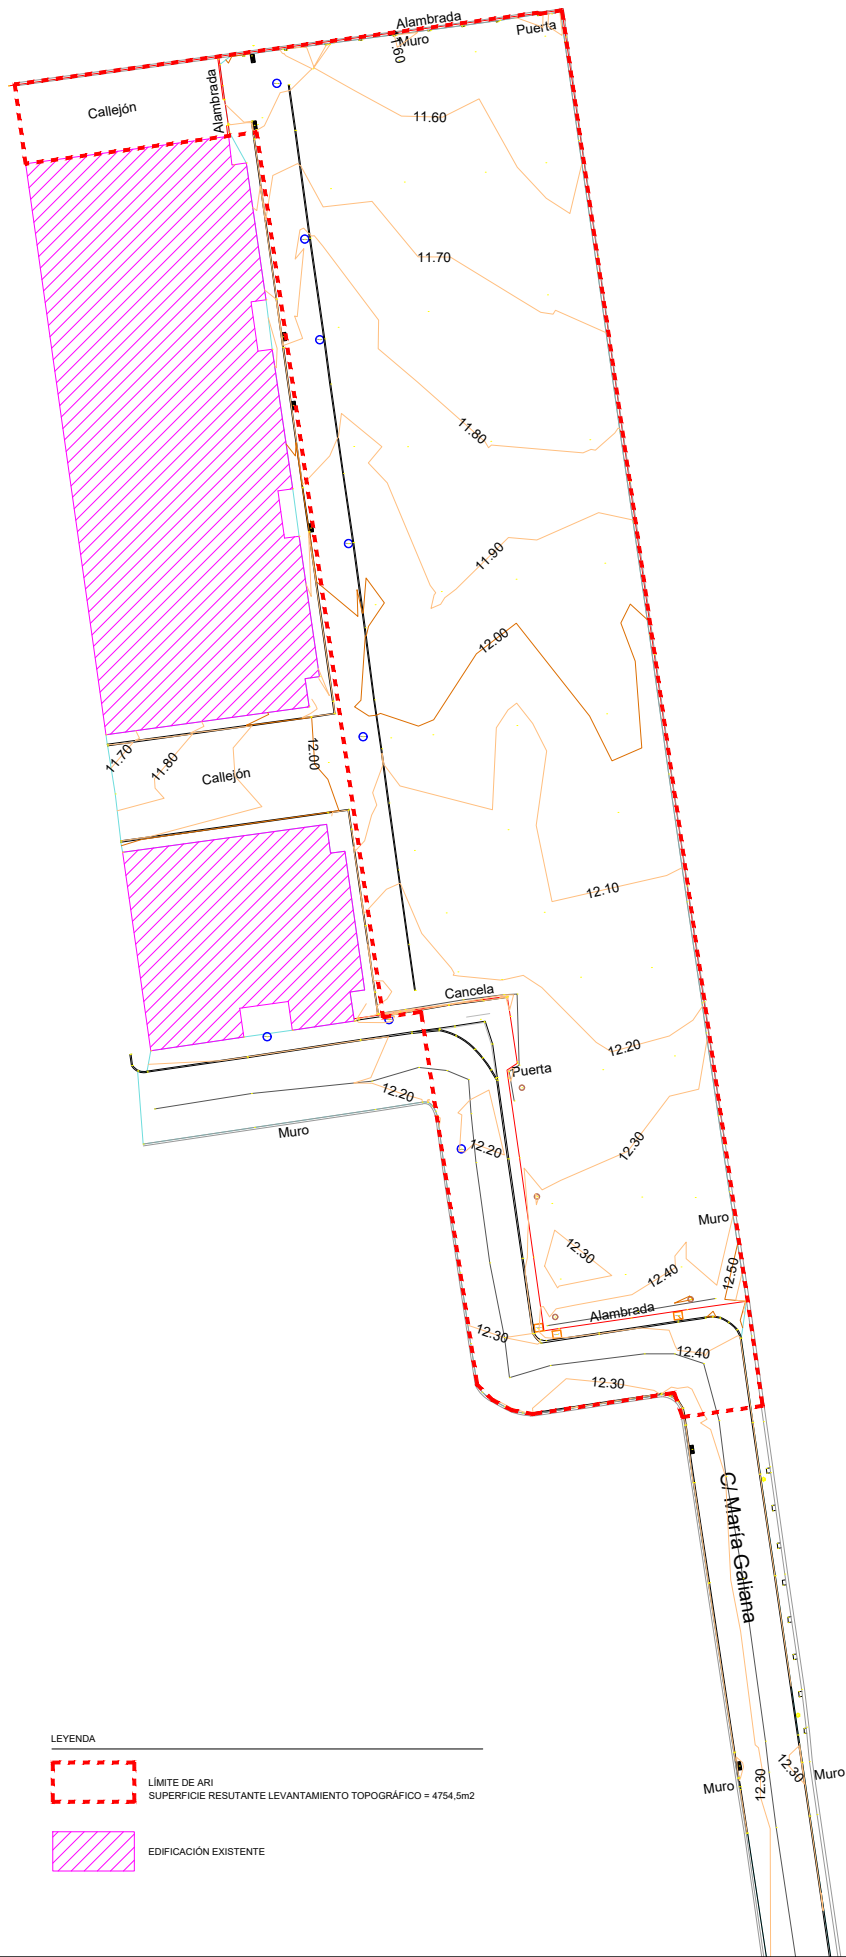 Alambrada
Muro
Puerta
11.60
Callejón
Alambrada
11.60
11.70
11.80
11.90
12.00
11.70
11.80
Callejón
12.00
12.10
Cancela
12.20
Puerta
12.20
Muro
12.20
12.30
Muro
12.30
12.40
12.50
Alambrada
12.30
12.40
12.30
C/ María Galiana
12.30
12.30
Muro
Muro
LEYENDA
LÍMITE DE ARI
SUPERFICIE RESUTANTE LEVANTAMIENTO TOPOGRÁFICO = 4754,5m2
EDIFICACIÓN EXISTENTE